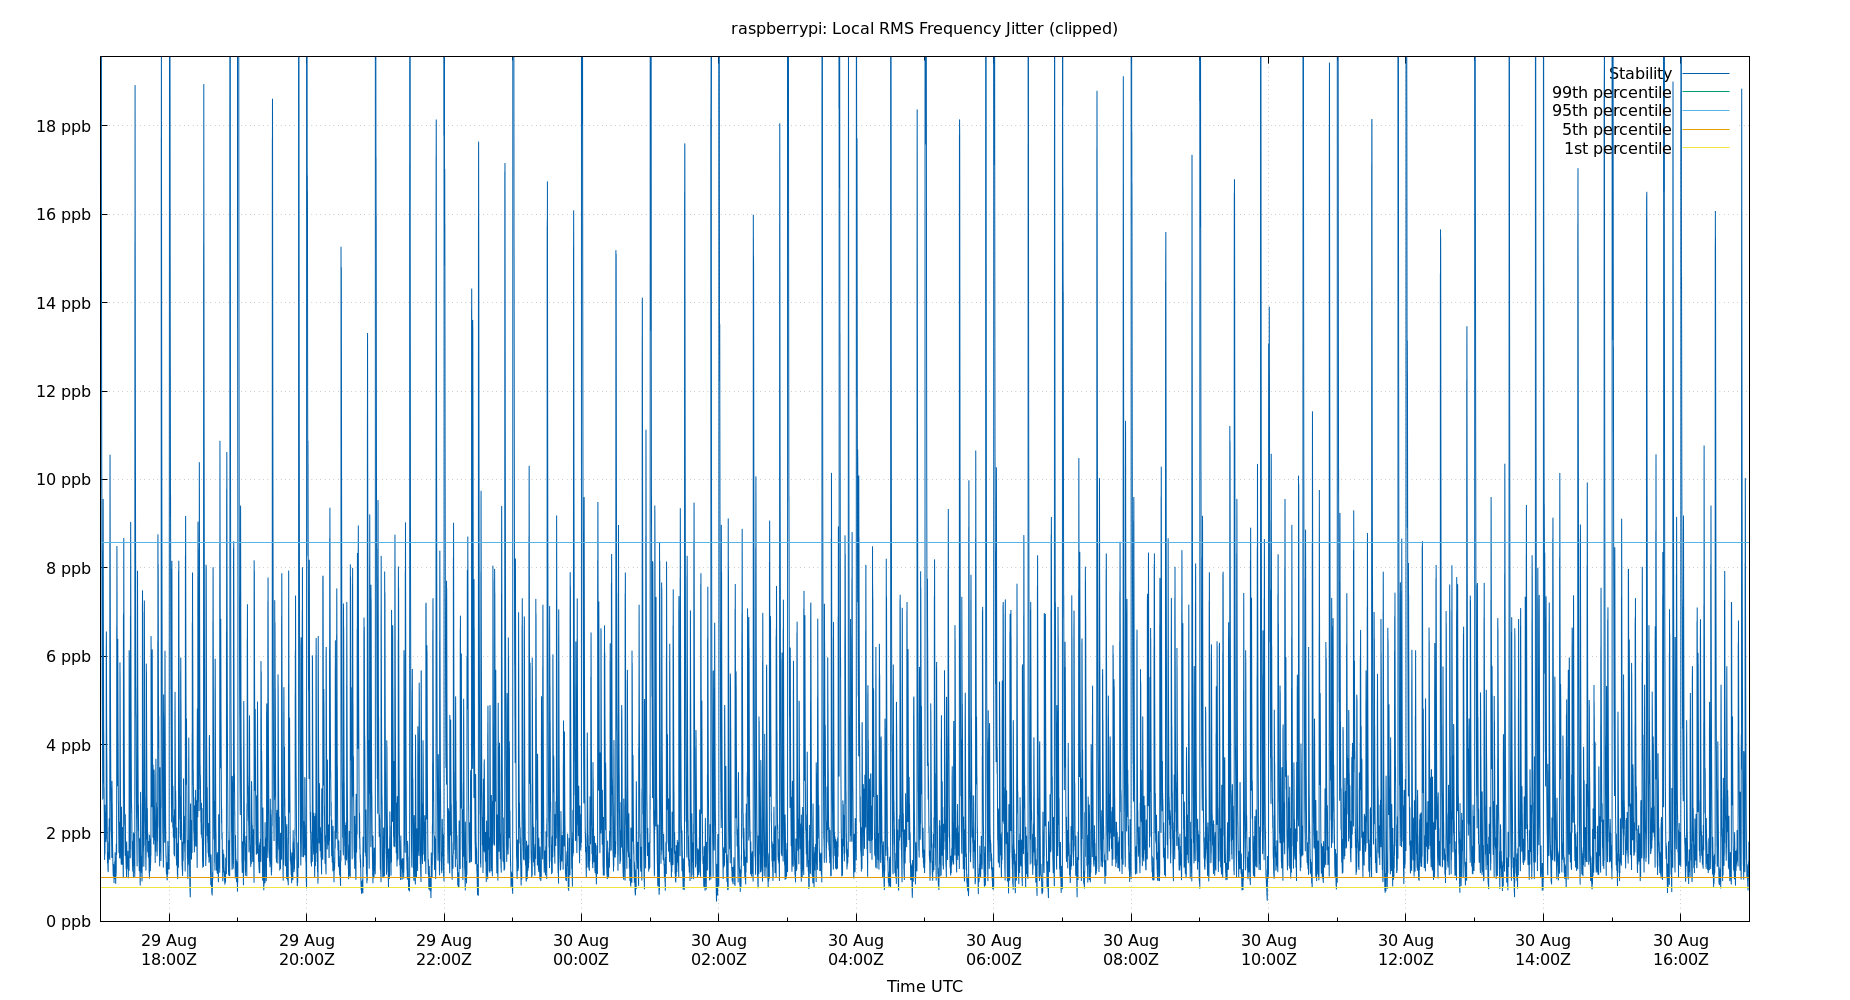 raspberrypi: Local RMS Frequency Jitter (clipped)
Stability
99th percentile
95th percentile
5th percentile
1st percentile
18 ppb
16 ppb
14 ppb
12 ppb
10 ppb
8 ppb
6 ppb
4 ppb
2 ppb
0 ppb
29 Aug 29 Aug 29 Aug 30 Aug 30 Aug 30 Aug 30 Aug 30 Aug 30 Aug 30 Aug 30 Aug 30 Aug
18:00Z 20:00Z 22:00Z 00:00Z 02:00Z 04:00Z 06:00Z 08:00Z 10:00Z 12:00Z 14:00Z 16:00Z
Time UTC